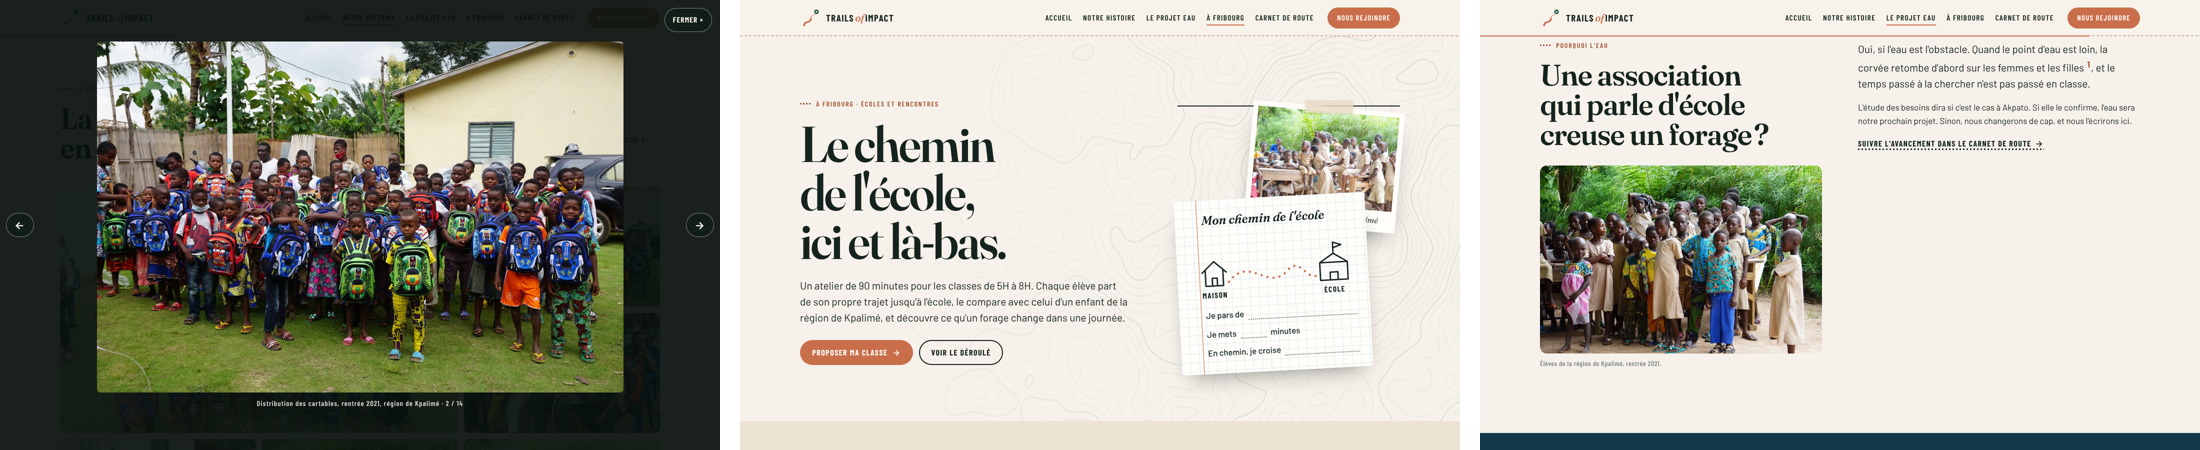 FERMER ×
Distribution des cartables, rentrée 2021, région de Kpalimé · 2 / 14
TRAILS of IMPACT
ACCUEIL NOTRE HISTOIRE LE PROJET EAU À FRIBOURG CARNET DE ROUTE NOUS REJOINDRE
À FRIBOURG · ÉCOLES ET RENCONTRES
Le chemin
de l'école,
ici et là-bas.
Un atelier de 90 minutes pour les classes de 5H à 8H. Chaque élève part
de son propre trajet jusqu'à l'école, le compare avec celui d'un enfant de la
région de Kpalimé, et découvre ce qu'un forage change dans une journée.
PROPOSER MA CLASSE →
VOIR LE DÉROULÉ
Mon chemin de l'école
MAISON
ÉCOLE
Je pars de
Je mets minutes
En chemin, je croise
TRAILS of IMPACT
ACCUEIL NOTRE HISTOIRE LE PROJET EAU À FRIBOURG CARNET DE ROUTE NOUS REJOINDRE
POURQUOI L'EAU
Une association
qui parle d'école
creuse un forage ?
Élèves de la région de Kpalimé, rentrée 2021.
Oui, si l'eau est l'obstacle. Quand le point d'eau est loin, la
corvée retombe d'abord sur les femmes et les filles 1, et le
temps passé à la chercher n'est pas passé en classe.
L'étude des besoins dira si c'est le cas à Akpato. Si elle le confirme, l'eau sera
notre prochain projet. Sinon, nous changerons de cap, et nous l'écrirons ici.
SUIVRE L'AVANCEMENT DANS LE CARNET DE ROUTE →